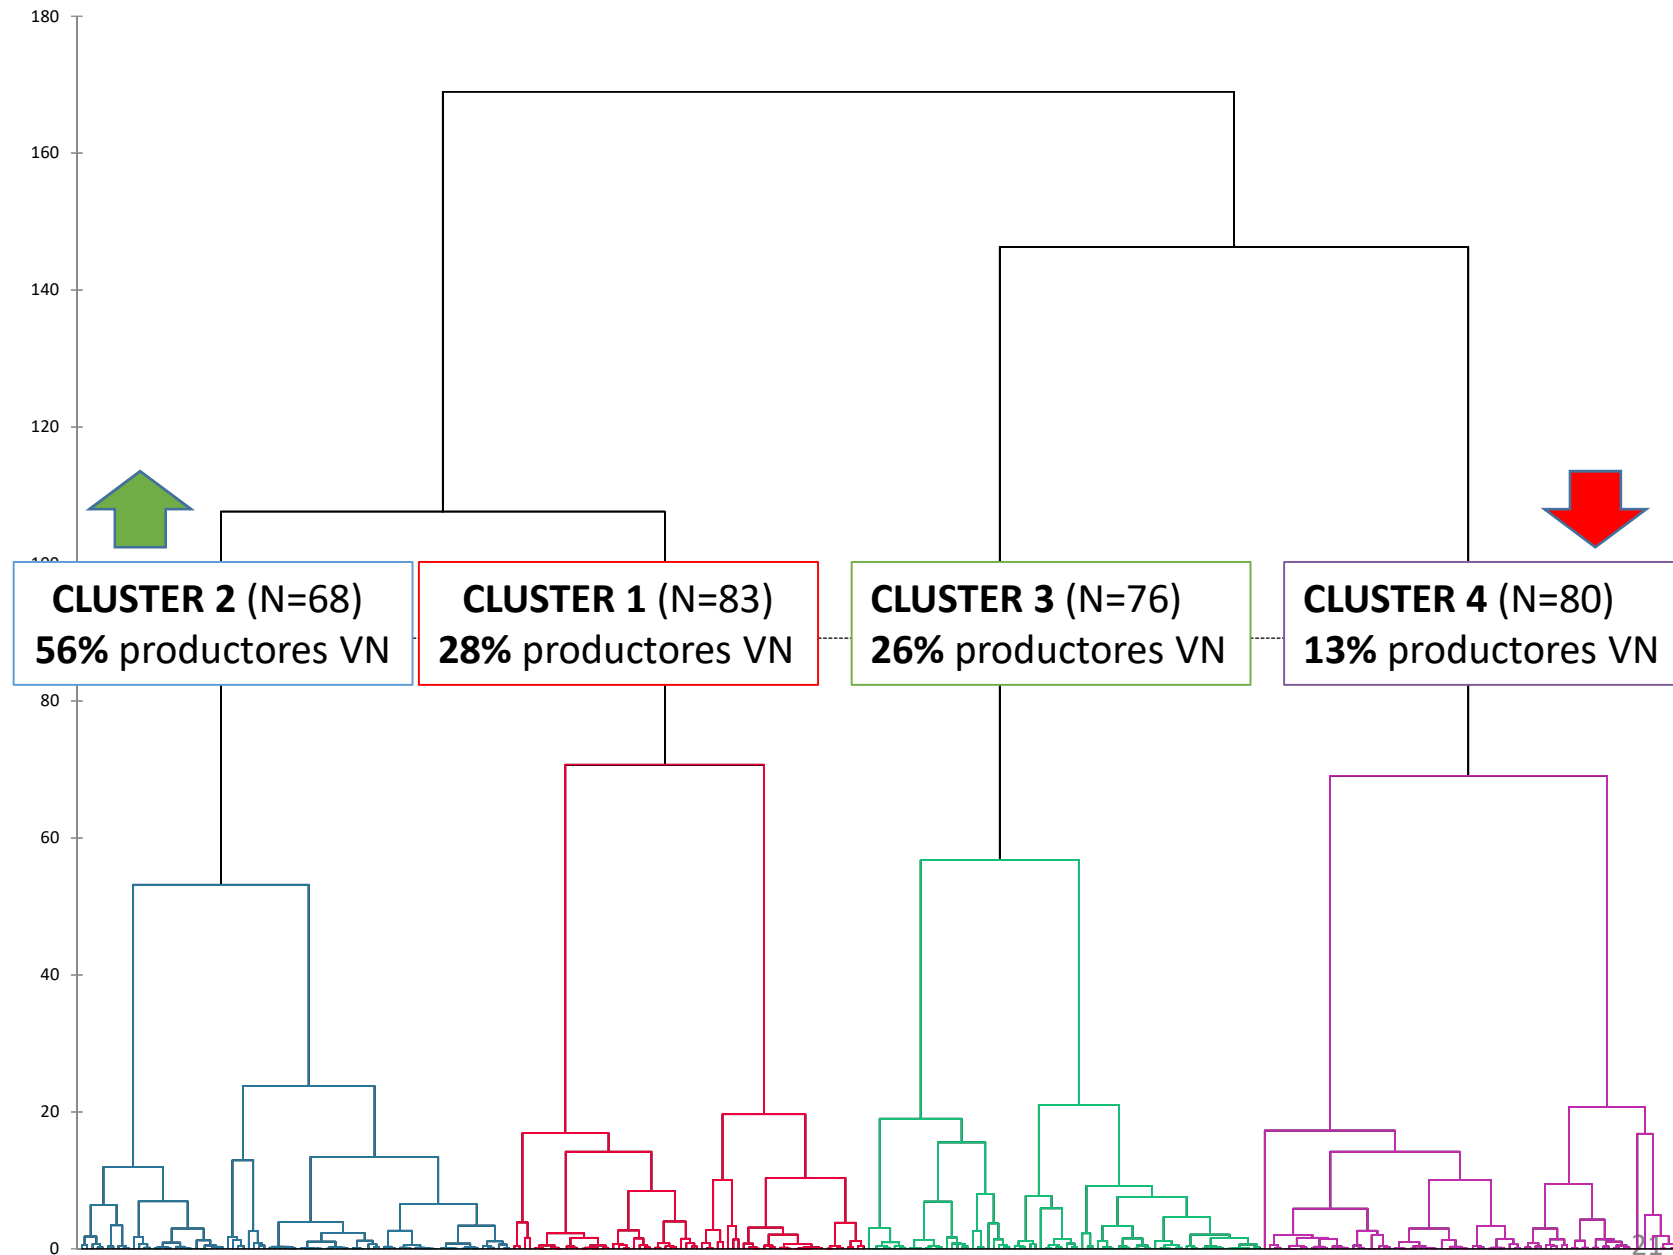 180
160
140
120
CLUSTER 2 (N=68)
56% productores VN
CLUSTER 1 (N=83)
28% productores VN
CLUSTER 3 (N=76)
26% productores VN
CLUSTER 4 (N=80)
13% productores VN
80
60
40
20
0